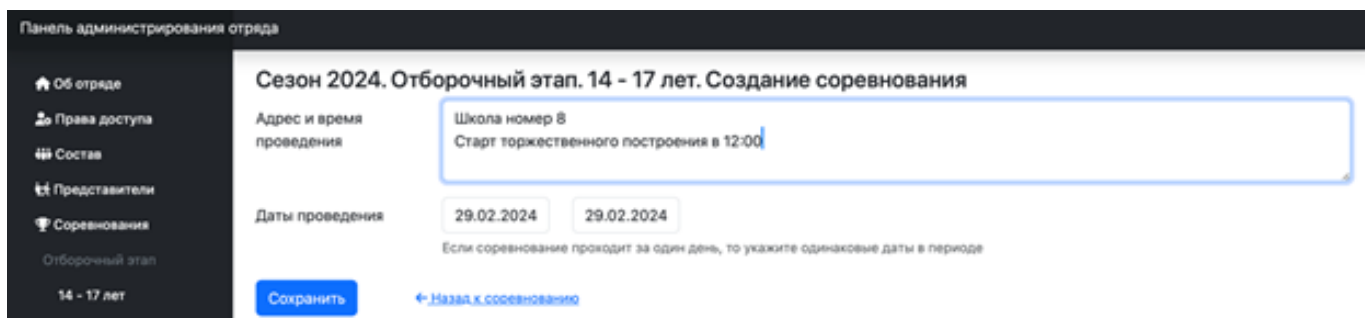 Панель администрирования отряда
Об отряде
Права доступа
Состав
Представители
Соревнования
Отборочный этап
14 - 17 лет
Сезон 2024. Отборочный этап. 14 - 17 лет. Создание соревнования
Адрес и время
проведения
Школа номер 8
Старт торжественного построения в 12:00
Даты проведения
29.02.2024 29.02.2024
Если соревнование проходит за один день, то укажите одинаковые даты в периоде
Сохранить
← Назад к соревнованию